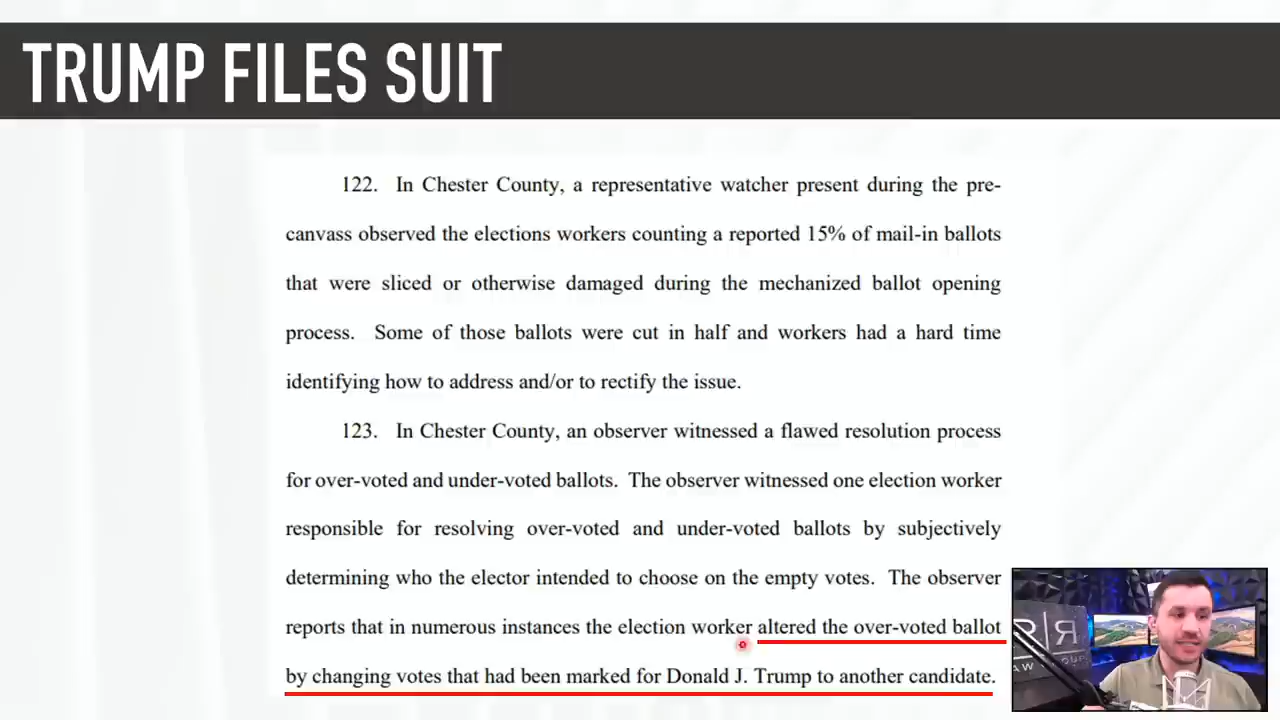 TRUMP FILES SUIT
122. In Chester County, a representative watcher present during the pre-
canvass observed the elections workers counting a reported 15% of mail-in ballots
that were sliced or otherwise damaged during the mechanized ballot opening
process. Some of those ballots were cut in half and workers had a hard time
identifying how to address and/or to rectify the issue.
123. In Chester County, an observer witnessed a flawed resolution process
for over-voted and under-voted ballots. The observer witnessed one election worker
responsible for resolving over-voted and under-voted ballots by subjectively
determining who the elector intended to choose on the empty votes. The observer
reports that in numerous instances the election worker altered the over-voted ballot
by changing votes that had been marked for Donald J. Trump to another candidate.